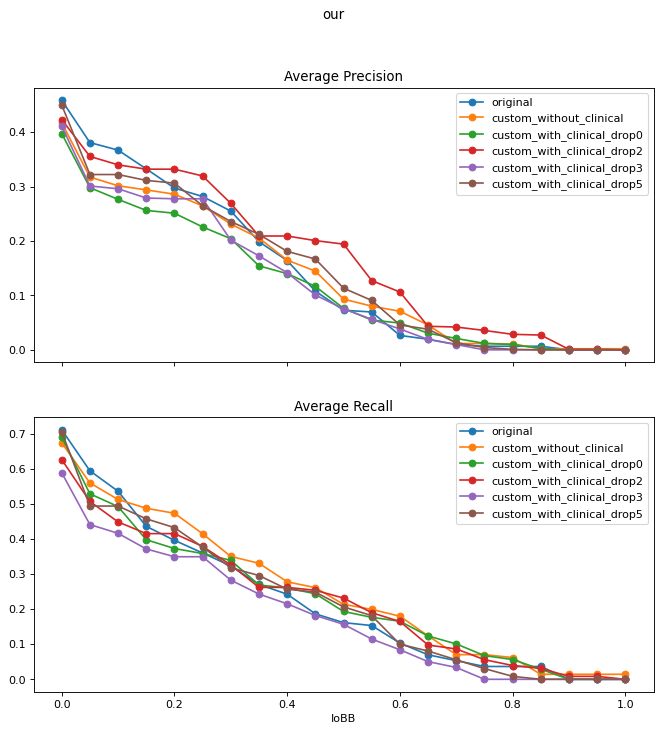 our
Average Precision
original
custom_without_clinical
custom_with_clinical_drop0
custom_with_clinical_drop2
custom_with_clinical_drop3
custom_with_clinical_drop5
0.4
0.3
0.2
0.1
0.0
Average Recall
original
custom_without_clinical
custom_with_clinical_drop0
custom_with_clinical_drop2
custom_with_clinical_drop3
custom_with_clinical_drop5
0.7
0.6
0.5
0.4
0.3
0.2
0.1
0.0
0.0 0.2 0.4 0.6 0.8 1.0
IoBB